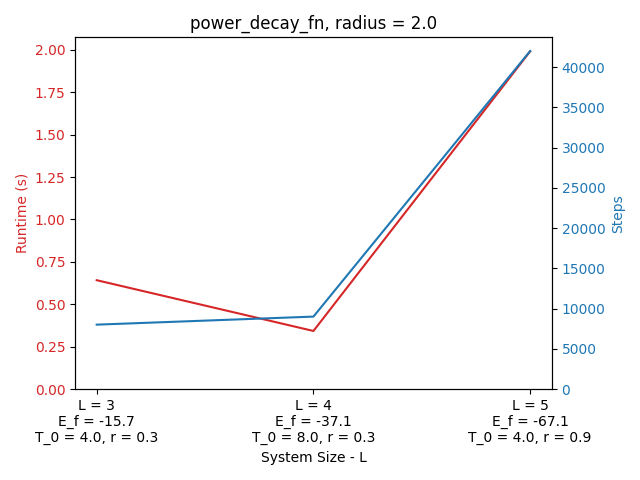 power_decay_fn, radius = 2.0
2.00
1.75
1.50
1.25
1.00
0.75
0.50
0.25
0.00
Runtime (s)
40000
35000
30000
25000
20000
15000
10000
5000
0
Steps
L = 3
E_f = -15.7
T_0 = 4.0, r = 0.3
L = 4
E_f = -37.1
T_0 = 8.0, r = 0.3
L = 5
E_f = -67.1
T_0 = 4.0, r = 0.9
System Size - L